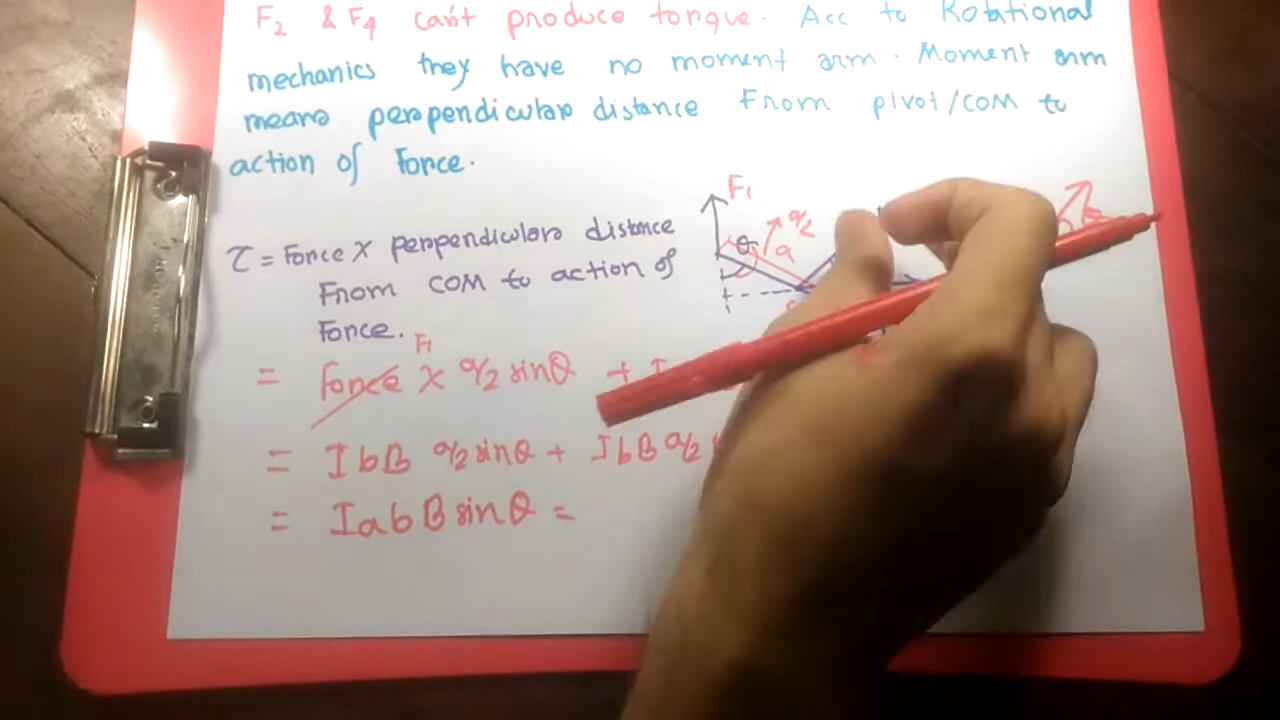 F₂ & F₄ can't produce torque. Acc to Rotational
mechanics they have no moment arm. Moment arm
means perpendicular distance From pivot/COM to
action of Force.
τ = Force X perpendicular distance
From COM to action of
Force.
F₁
θ
a/2
a
F₁
= force X a/2 sinθ + I
= IbB a/2 sinθ + IbB a/2
= IabB sinθ =